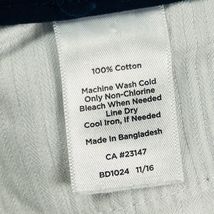 100% Cotton
Machine Wash Cold
Only Non-Chlorine
Bleach When Needed
Line Dry
Cool Iron, If Needed
Made in Bangladesh
CA #23147
BD1024 11/16